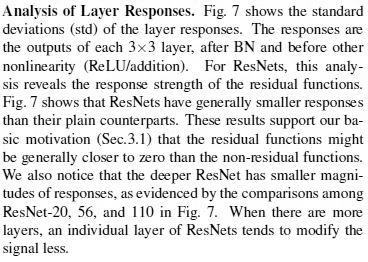 Analysis of Layer Responses. Fig. 7 shows the standard
deviations (std) of the layer responses. The responses are
the outputs of each 3×3 layer, after BN and before other
nonlinearity (ReLU/addition). For ResNets, this analy-
sis reveals the response strength of the residual functions.
Fig. 7 shows that ResNets have generally smaller responses
than their plain counterparts. These results support our ba-
sic motivation (Sec.3.1) that the residual functions might
be generally closer to zero than the non-residual functions.
We also notice that the deeper ResNet has smaller magni-
tudes of responses, as evidenced by the comparisons among
ResNet-20, 56, and 110 in Fig. 7. When there are more
layers, an individual layer of ResNets tends to modify the
signal less.